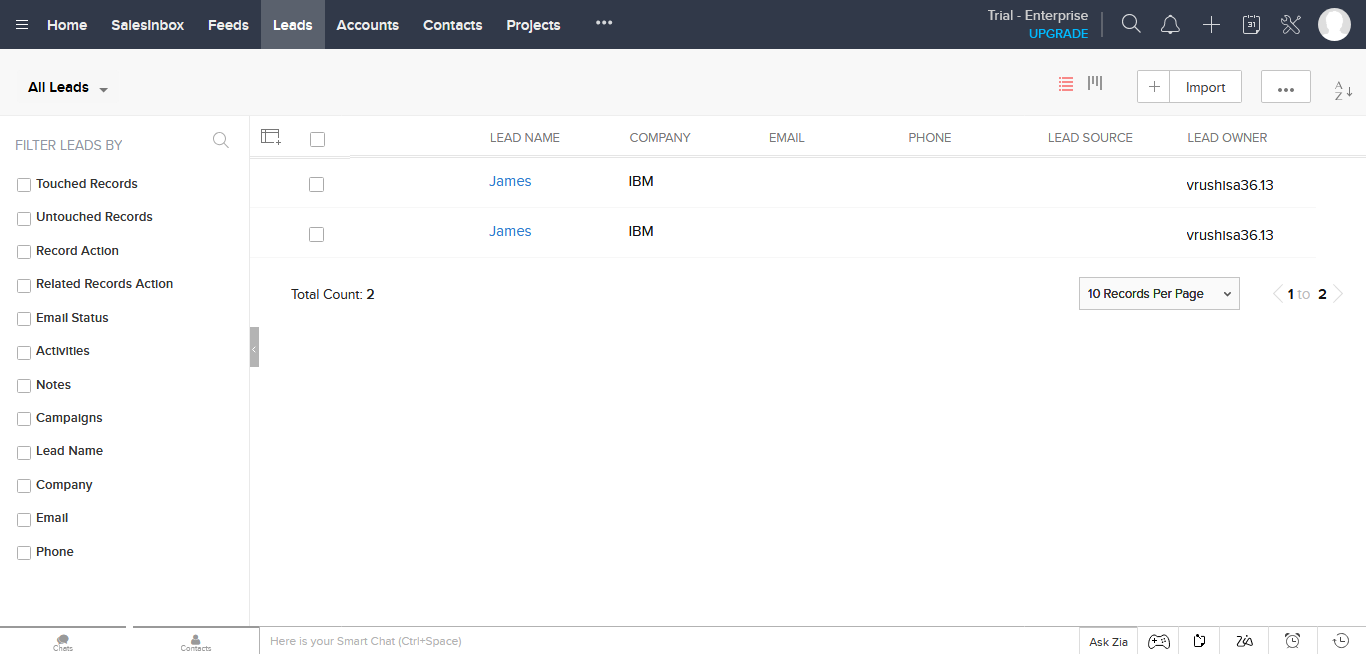 Home SalesInbox Feeds Leads Accounts Contacts Projects •••
Trial - Enterprise
UPGRADE
31
All Leads
Import
•••
A
Z
FILTER LEADS BY
LEAD NAME COMPANY EMAIL PHONE LEAD SOURCE LEAD OWNER
Touched Records
Untouched Records
Record Action
Related Records Action
Email Status
Activities
Notes
Campaigns
Lead Name
Company
Email
Phone
James IBM vrushisa36.13
James IBM vrushisa36.13
Total Count: 2
10 Records Per Page
1 to 2
Chats
Contacts
Here is your Smart Chat (Ctrl+Space)
Ask Zia